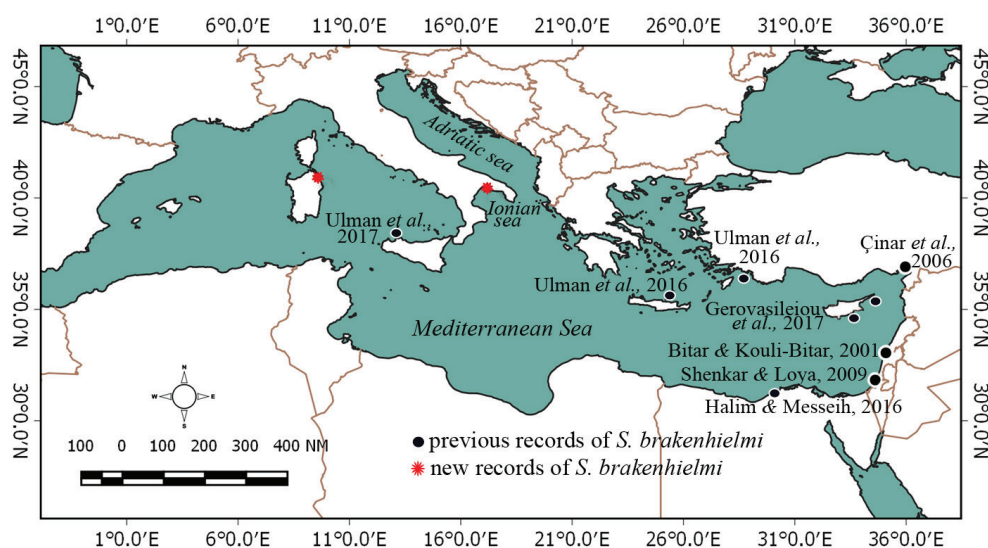 1°0.0'E 6°0.0'E 11°0.0'E 16°0.0'E 21°0.0'E 26°0.0'E 31°0.0'E 36°0.0'E
45°0.0'N
40°0.0'N
35°0.0'N
30°0.0'N
45°0.0'N
40°0.0'N
35°0.0'N
30°0.0'N
Adriatic sea
Ionian
sea
Ulman et al.,
2017
Ulman et al.,
2016
Çinar et al.,
2006
Ulman et al., 2016
Gerovasileiou
et al., 2017
Mediterranean Sea
Bitar & Kouli-Bitar, 2001
Shenkar & Loya, 2009
Halim & Messeih, 2016
N
W E
S
100 0 100 150 200 300 400 NM
previous records of S. brakenhielmi
new records of S. brakenhielmi
1°0.0'E 6°0.0'E 11°0.0'E 16°0.0'E 21°0.0'E 26°0.0'E 31°0.0'E 36°0.0'E